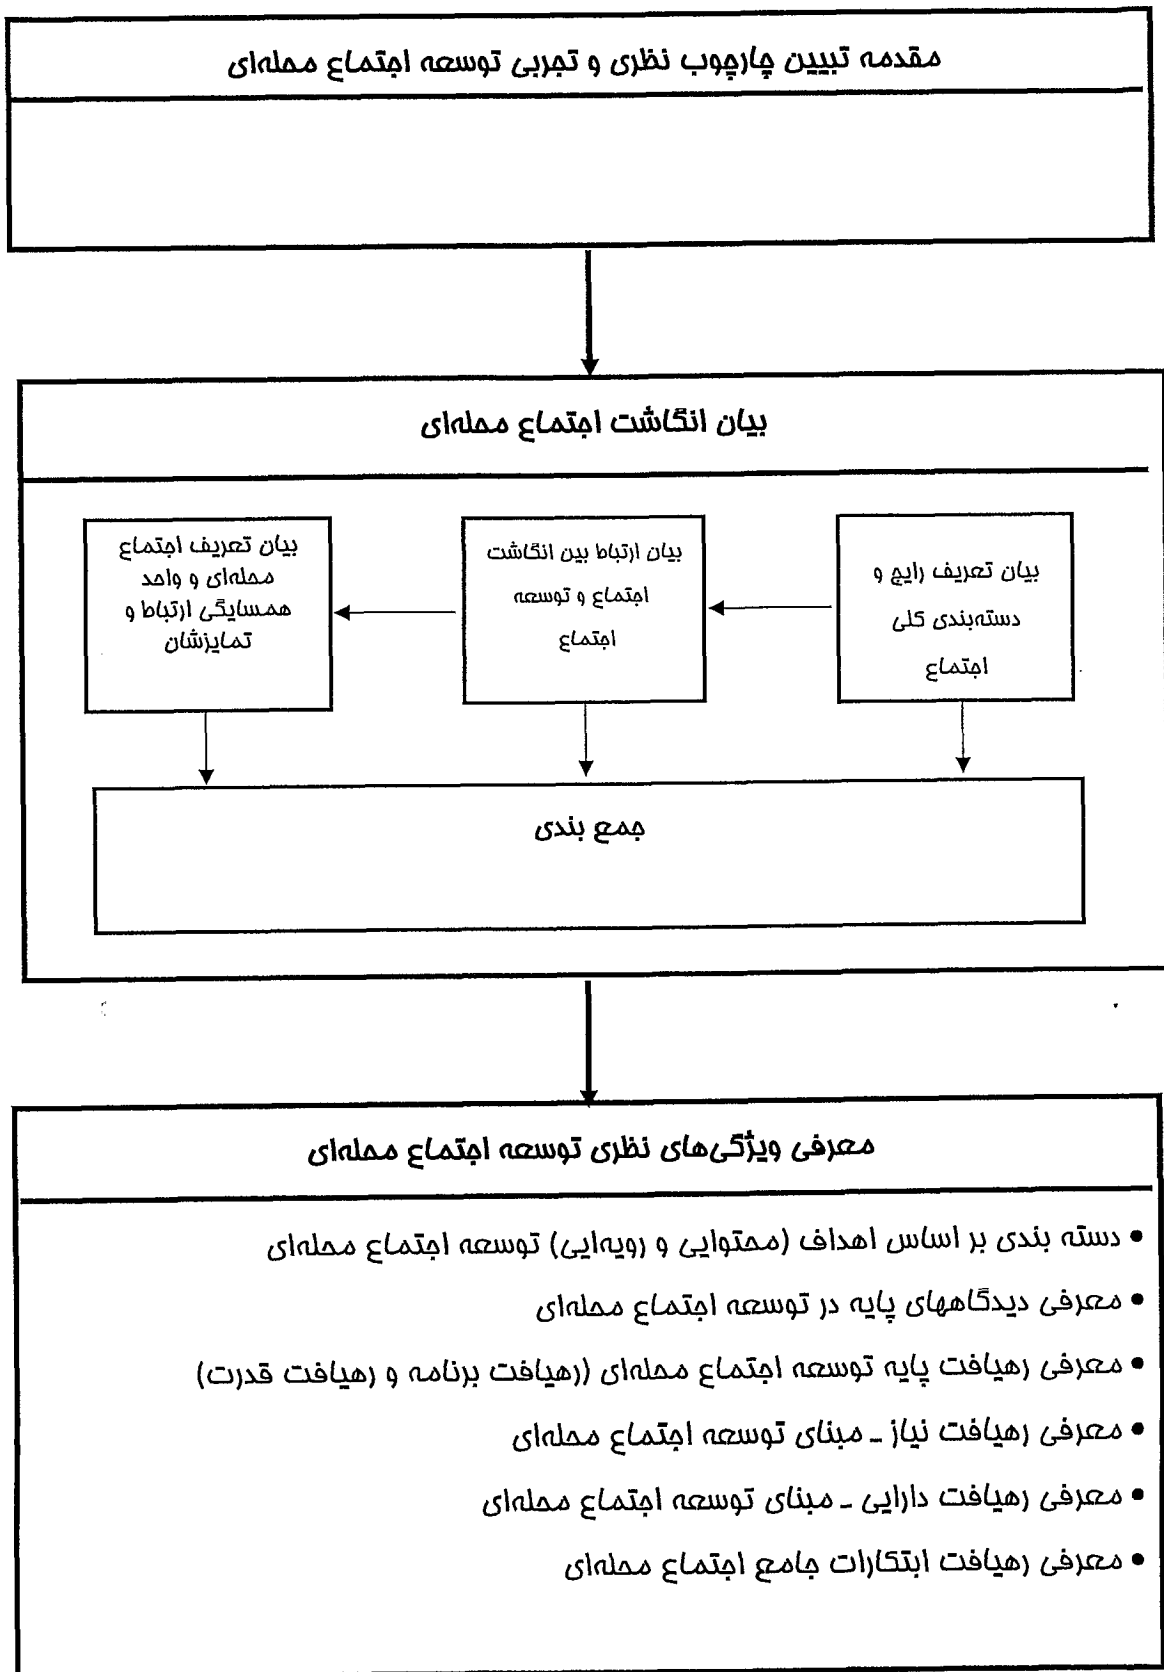 مقدمه تبیین چارچوب نظری و تجربی توسعه اجتماع محله‌ای
بیان انگاشت اجتماع محله‌ای
بیان تعریف رایج و
دسته‌بندی کلی
اجتماع
بیان ارتباط بین انگاشت
اجتماع و توسعه
اجتماع
بیان تعریف اجتماع
محله‌ای و واحد
همسایگی ارتباط و
تمایزشان
جمع بندی
معرفی ویژگی‌های نظری توسعه اجتماع محله‌ای
• دسته بندی بر اساس اهداف (محتوایی و رویه‌ایی) توسعه اجتماع محله‌ای
• معرفی دیدگاههای پایه در توسعه اجتماع محله‌ای
• معرفی رهیافت پایه توسعه اجتماع محله‌ای (رهیافت برنامه و رهیافت قدرت)
• معرفی رهیافت نیاز - مبنای توسعه اجتماع محله‌ای
• معرفی رهیافت دارایی - مبنای توسعه اجتماع محله‌ای
• معرفی رهیافت ابتکارات جامع اجتماع محله‌ای